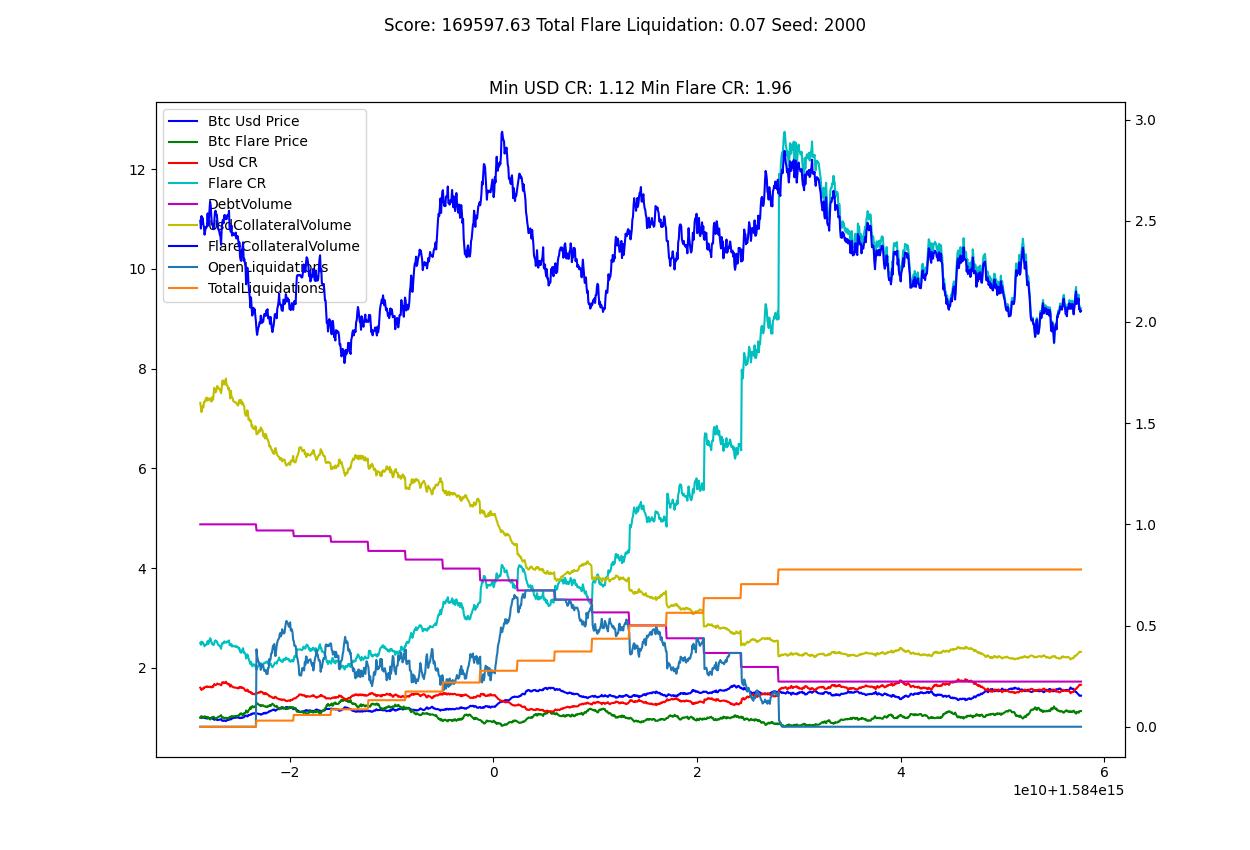 Score: 169597.63 Total Flare Liquidation: 0.07 Seed: 2000
Min USD CR: 1.12 Min Flare CR: 1.96
Btc Usd Price
Btc Flare Price
Usd CR
Flare CR
DebtVolume
UsdCollateralVolume
FlareCollateralVolume
OpenLiquidations
TotalLiquidations
12
10
8
6
4
2
3.0
2.5
2.0
1.5
1.0
0.5
0.0
−2
0
2
4
6
1e10+1.584e15